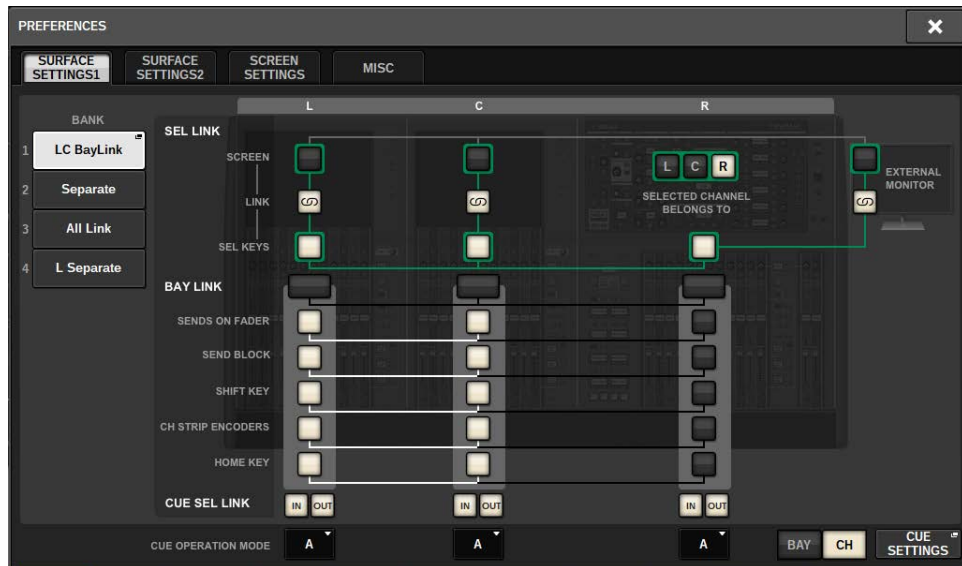 PREFERENCES
SURFACE SETTINGS1
SURFACE SETTINGS2
SCREEN SETTINGS
MISC
L
C
R
BANK
1 LC BayLink
2 Separate
3 All Link
4 L Separate
SEL LINK
SCREEN
LINK
SEL KEYS
L C R
SELECTED CHANNEL
BELONGS TO
EXTERNAL
MONITOR
BAY LINK
SENDS ON FADER
SEND BLOCK
SHIFT KEY
CH STRIP ENCODERS
HOME KEY
CUE SEL LINK
IN OUT
IN OUT
IN OUT
CUE OPERATION MODE
A
A
A
BAY CH
CUE
SETTINGS